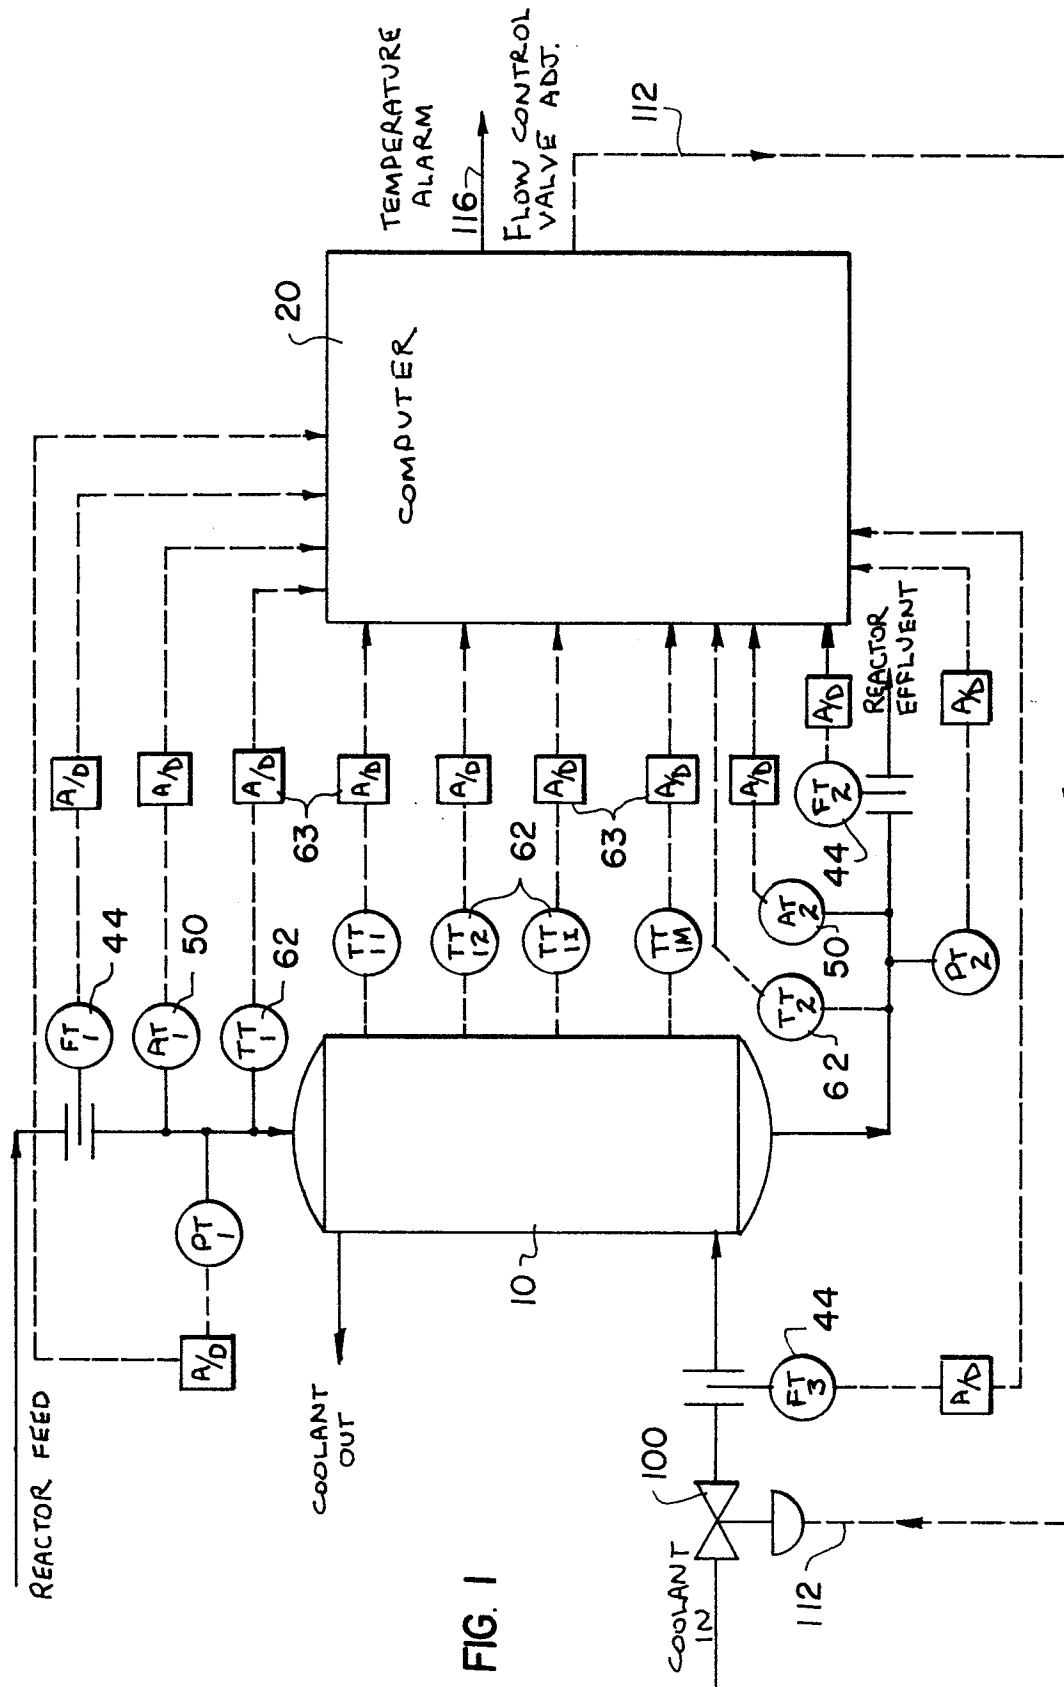 TEMPERATURE
ALARM
116
FLOW CONTROL
VALVE ADJ.
112
20
COMPUTER
A/D
A/D
A/D
A/D
A/D
A/D
A/D
A/D
A/D
A/D
63
63
62
FT
1
44
AT
1
50
TT
1
62
TT
11
TT
12
TT
1I
TT
1M
TT
2
62
AT
2
50
FT
2
44
REACTOR
EFFLUENT
PT
2
PT
1
A/D
REACTOR FEED
COOLANT
OUT
10
FT
3
44
A/D
100
COOLANT
12
112
FIG. 1